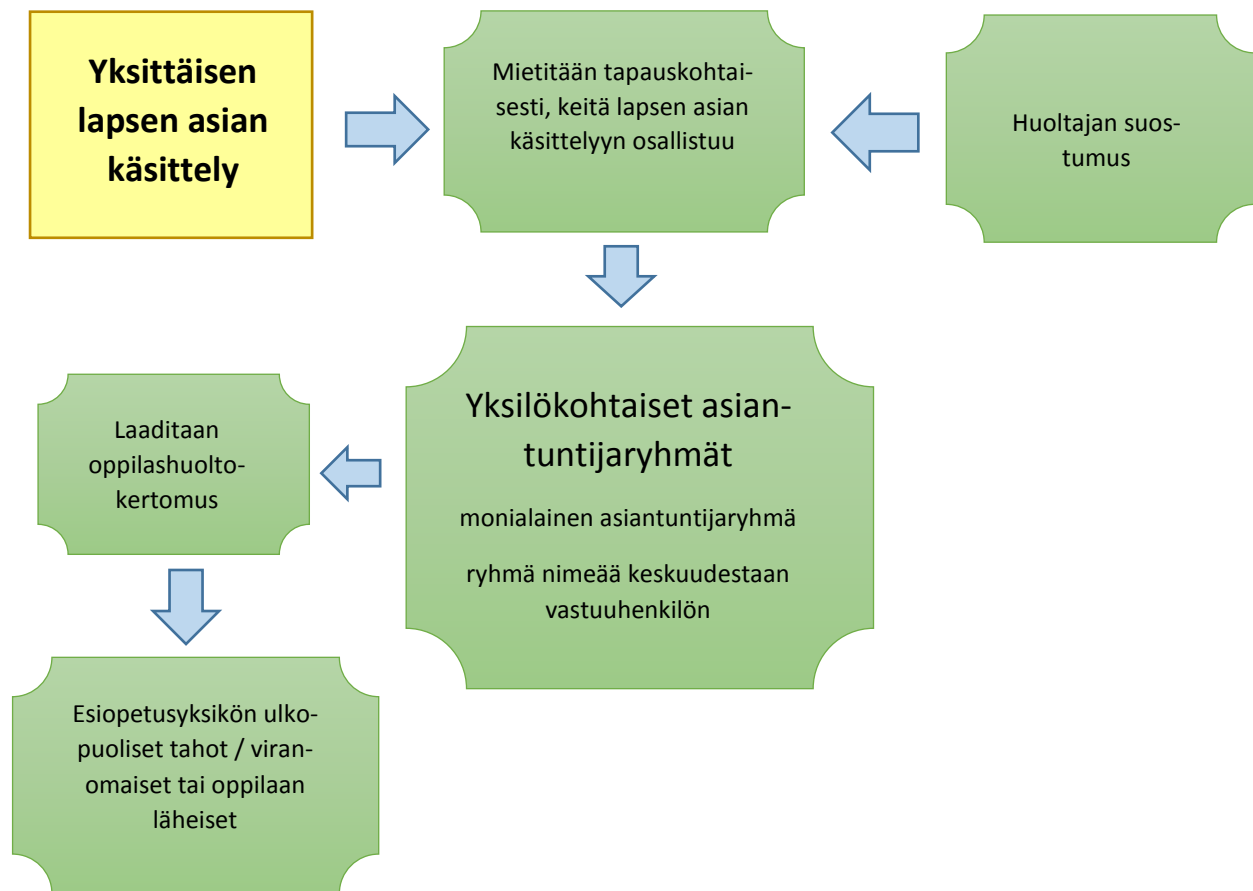 Yksittäisen
lapsen asian
käsittely
Mietitään tapauskohtai-
sesti, keitä lapsen asian
käsittelyyn osallistuu
Huoltajan suos-
tumus
Yksilökohtaiset asian-
tuntijaryhmät
monialainen asiantuntijaryhmä
ryhmä nimeää keskuudestaan
vastuuhenkilön
Laaditaan
oppilashuolto-
kertomus
Esiopetusyksikön ulko-
puoliset tahot / viran-
omaiset tai oppilaan
läheiset